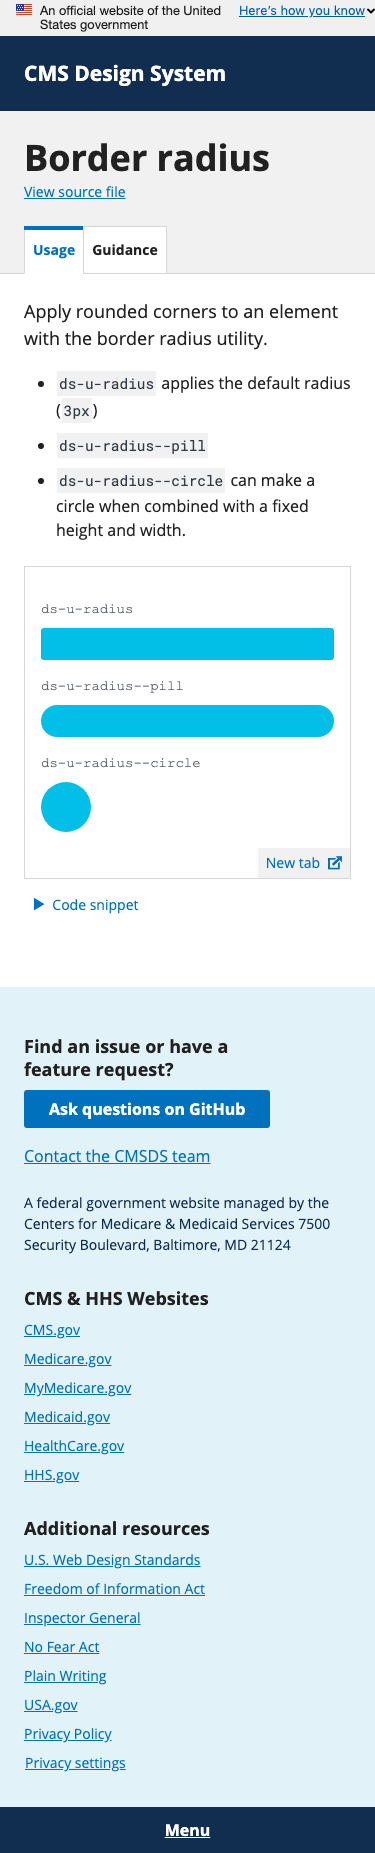 An official website of the United States government
Here's how you know
CMS Design System
Border radius
View source file
Usage
Guidance
Apply rounded corners to an element
with the border radius utility.
ds-u-radius applies the default radius
(3px)
ds-u-radius--pill
ds-u-radius--circle can make a
circle when combined with a fixed
height and width.
ds-u-radius
ds-u-radius--pill
ds-u-radius--circle
New tab
Code snippet
Find an issue or have a
feature request?
Ask questions on GitHub
Contact the CMSDS team
A federal government website managed by the
Centers for Medicare & Medicaid Services 7500
Security Boulevard, Baltimore, MD 21124
CMS & HHS Websites
CMS.gov
Medicare.gov
MyMedicare.gov
Medicaid.gov
HealthCare.gov
HHS.gov
Additional resources
U.S. Web Design Standards
Freedom of Information Act
Inspector General
No Fear Act
Plain Writing
USA.gov
Privacy Policy
Privacy settings
Menu